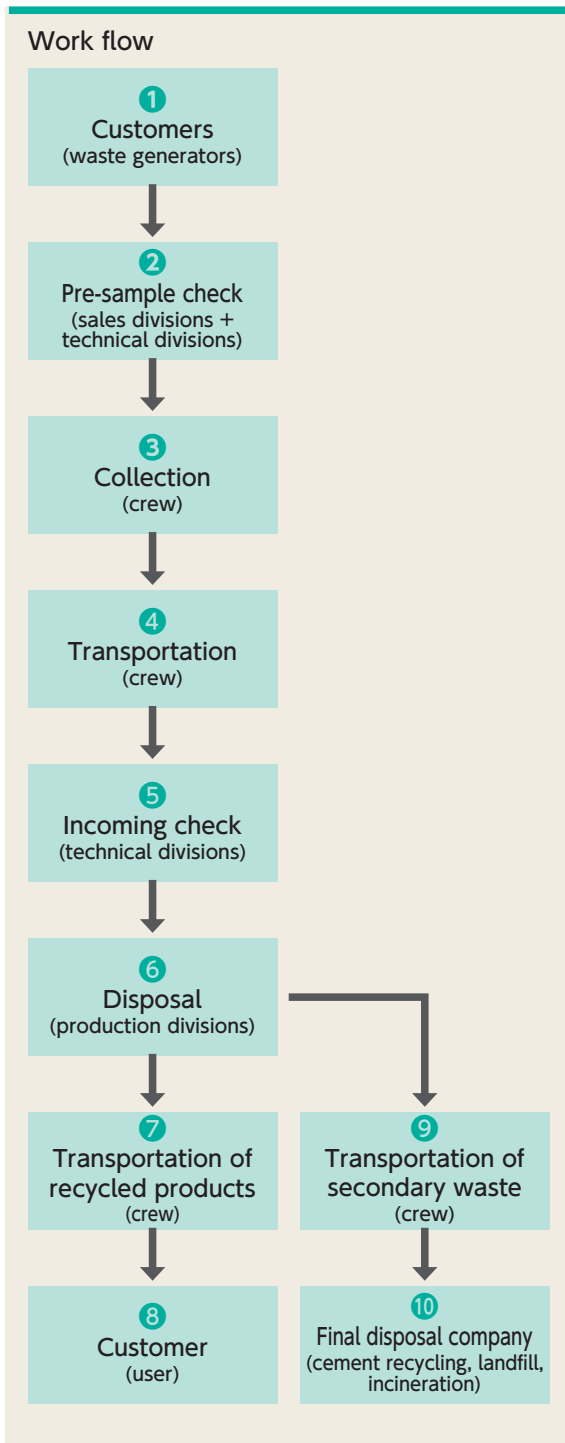 Work flow
1
Customers
(waste generators)
2
Pre-sample check
(sales divisions +
technical divisions)
3
Collection
(crew)
4
Transportation
(crew)
5
Incoming check
(technical divisions)
6
Disposal
(production divisions)
7
Transportation of
recycled products
(crew)
8
Customer
(user)
9
Transportation of
secondary waste
(crew)
10
Final disposal company
(cement recycling, landfill,
incineration)